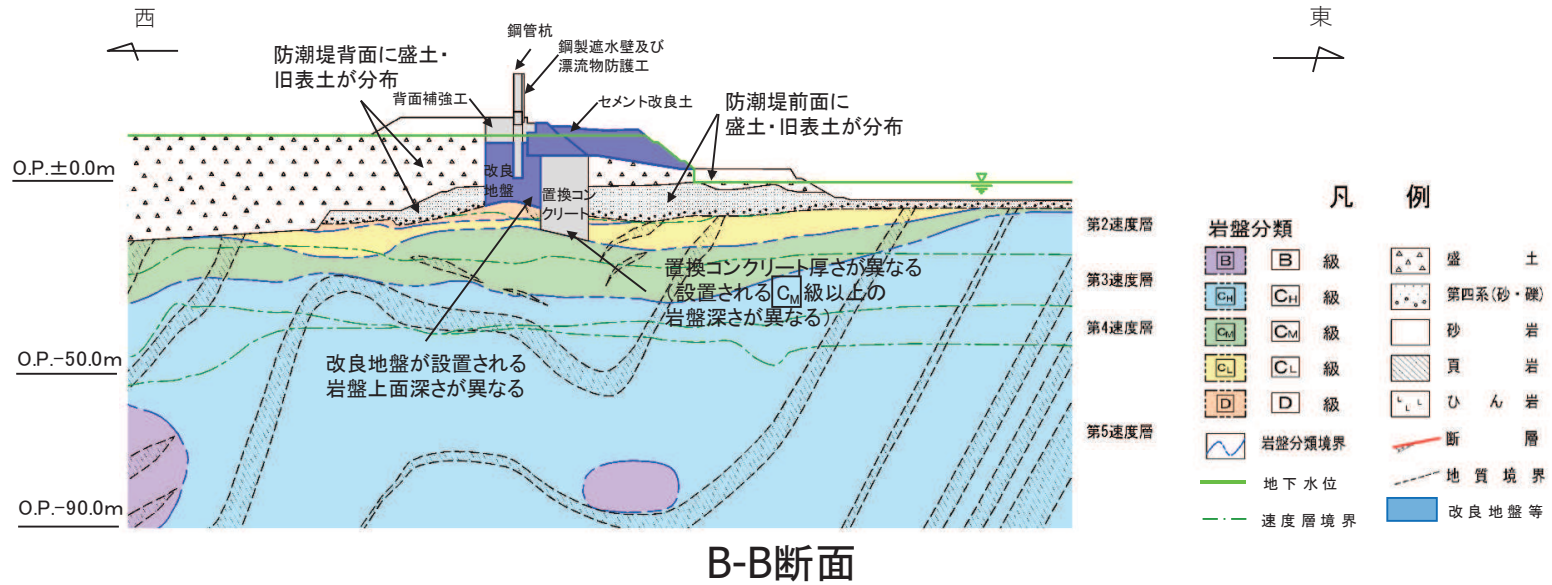 西
東
鋼管杭
防潮堤背面に盛土・
旧表土が分布
鋼製遮水壁及び
漂流物防護工
背面補強工
セメント改良土
防潮堤前面に
盛土・旧表土が分布
O.P.±0.0m
改良
地盤
置換コン
クリート
置換コンクリート厚さが異なる
(設置されるCM級以上の
岩盤深さが異なる)
改良地盤が設置される
岩盤上面深さが異なる
O.P.-50.0m
O.P.-90.0m
第2速度層
第3速度層
第4速度層
第5速度層
凡 例
岩盤分類
B B 級
CH CH 級
CM CM 級
CL CL 級
D D 級
岩盤分類境界
地下水位
速度層境界
盛 土
第四系(砂・礫)
砂 岩
頁 岩
ひん岩
断 層
地質境界
改良地盤等
B-B断面